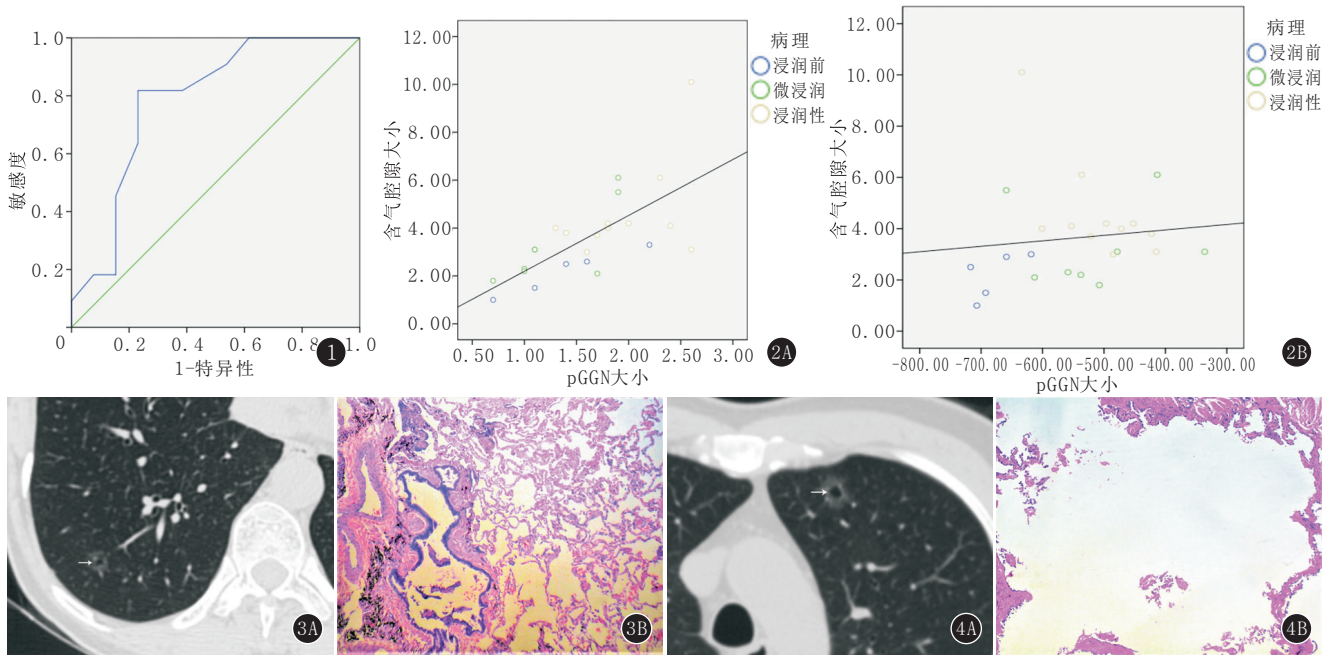 1.0
0.8
0.6
0.4
0.2
0
0.2
0.4
0.6
0.8
1.0
敏感度
1-特异性
1
12.00
10.00
8.00
6.00
4.00
2.00
0.00
0.50
1.00
1.50
2.00
2.50
3.00
含气腔隙大小
pGGN大小
病理
浸润前
微浸润
浸润性
2A
12.00
10.00
8.00
6.00
4.00
2.00
0.00
-800.00
-700.00
-600.00
-500.00
-400.00
-300.00
含气腔隙大小
pGGN大小
病理
浸润前
微浸润
浸润性
2B
3A
3B
4A
4B